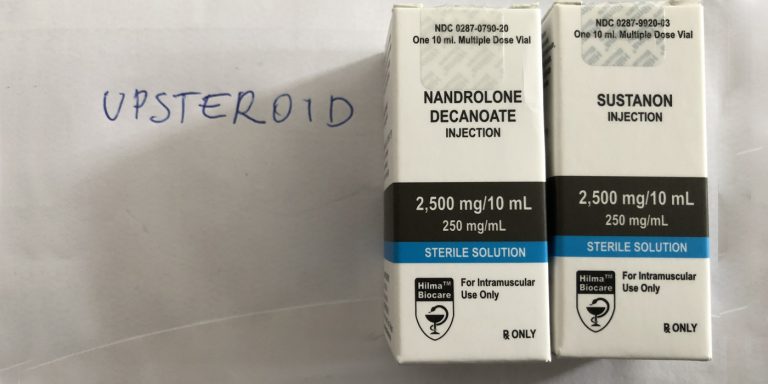 UPSTEROID
NDC 0287-0790-20
One 10 ml. Multiple Dose Vial
NANDROLONE
DECANOATE
INJECTION
2,500 mg/10 mL
250 mg/mL
STERILE SOLUTION
Hilma™
Biocare
For Intramuscular
Use Only
℞ ONLY
NDC 0287-9920-03
One 10 ml. Multiple Dose Vial
SUSTANON
INJECTION
2,500 mg/10 mL
250 mg/mL
STERILE SOLUTION
Hilma™
Biocare
For Intramuscular
Use Only
℞ ONLY